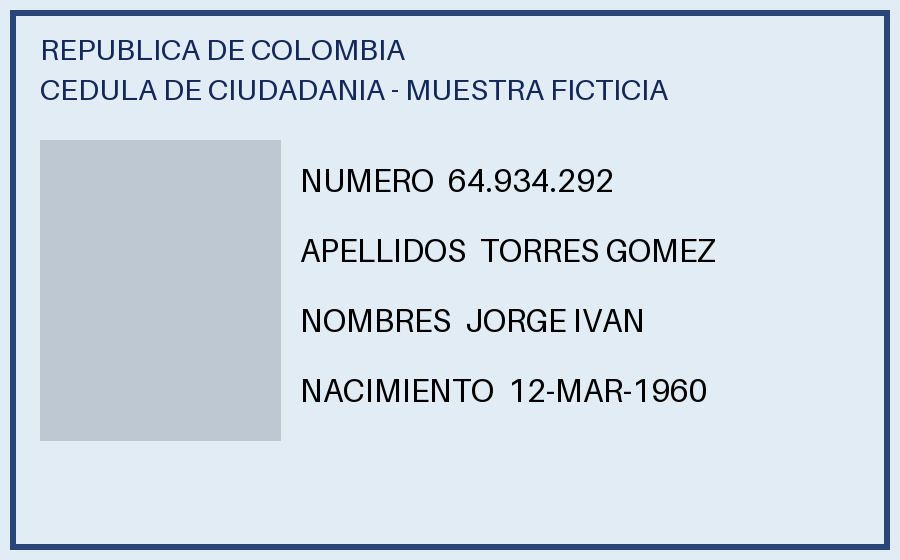 REPUBLICA DE COLOMBIA
CEDULA DE CIUDADANIA - MUESTRA FICTICIA
NUMERO 64.934.292
APELLIDOS TORRES GOMEZ
NOMBRES JORGE IVAN
NACIMIENTO 12-MAR-1960